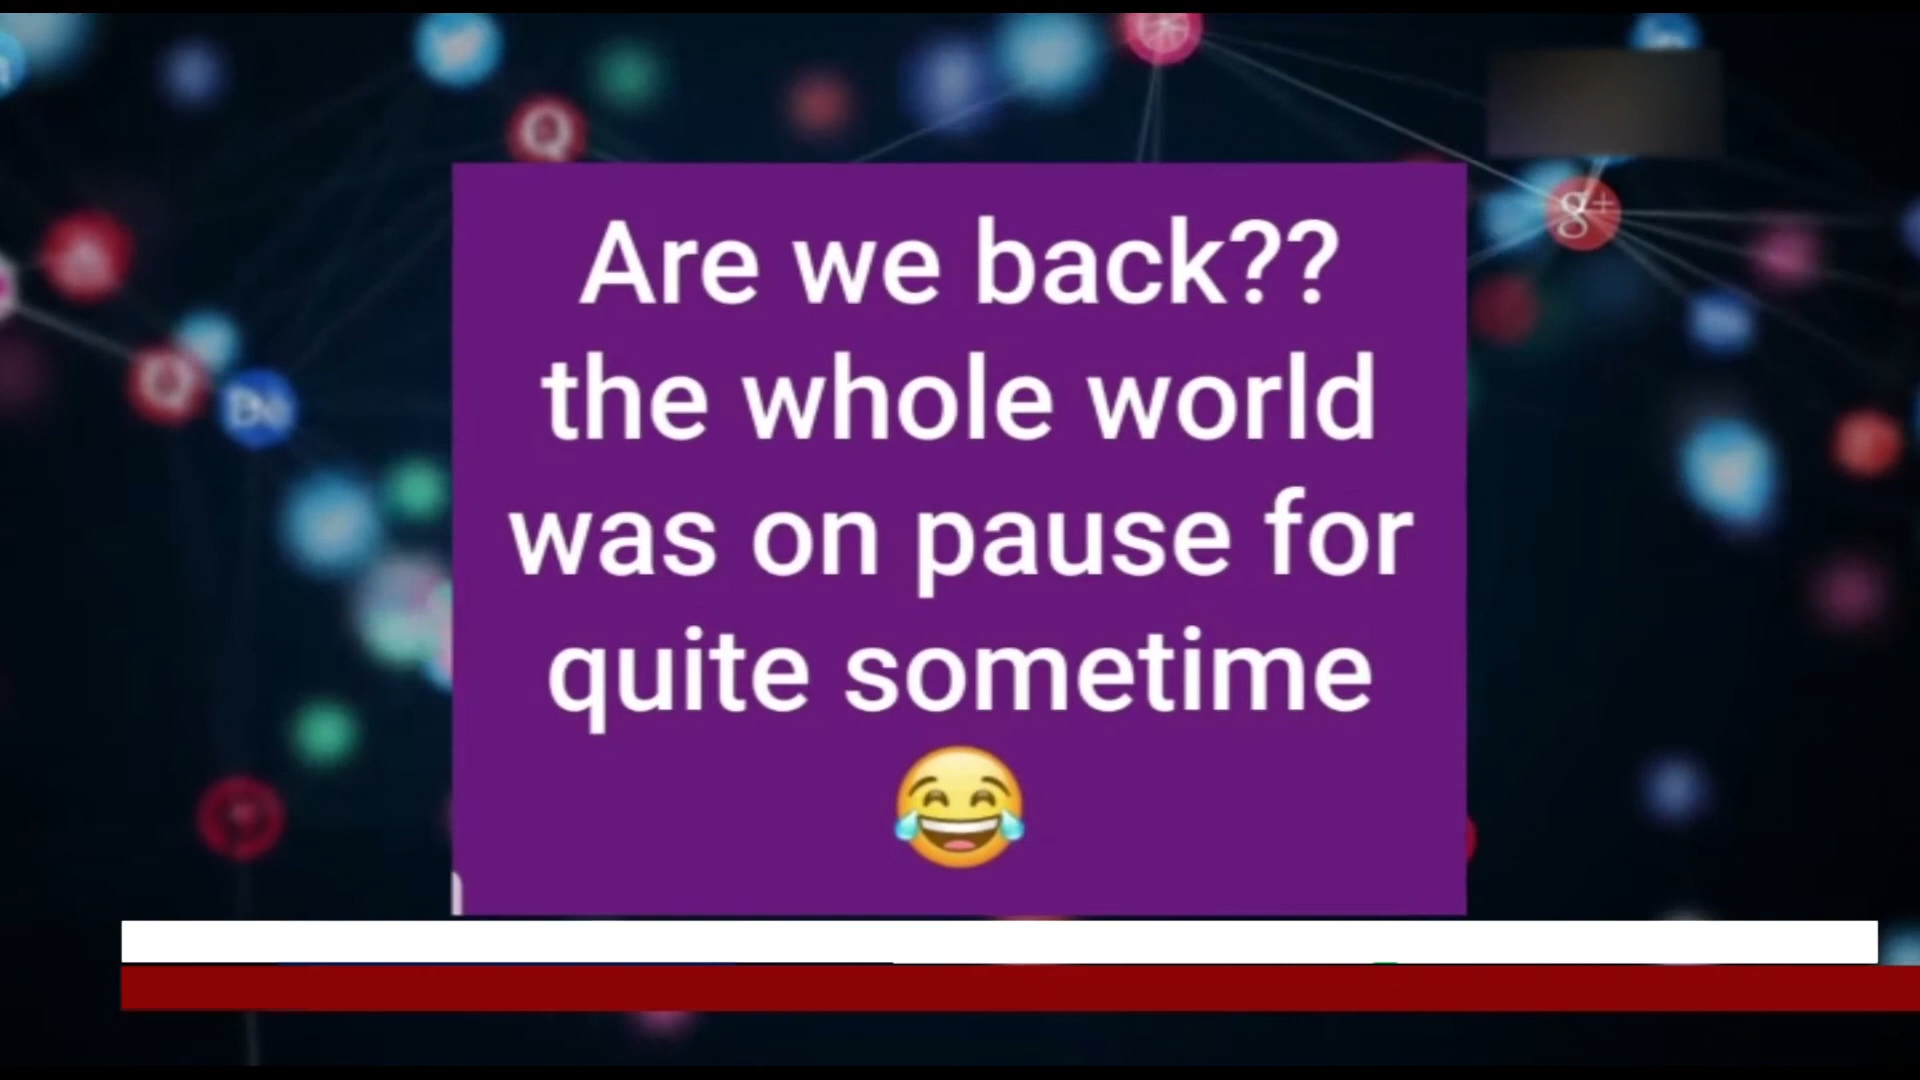 Q
g+
Are we back??
the whole world
was on pause for
quite sometime
😂
Q